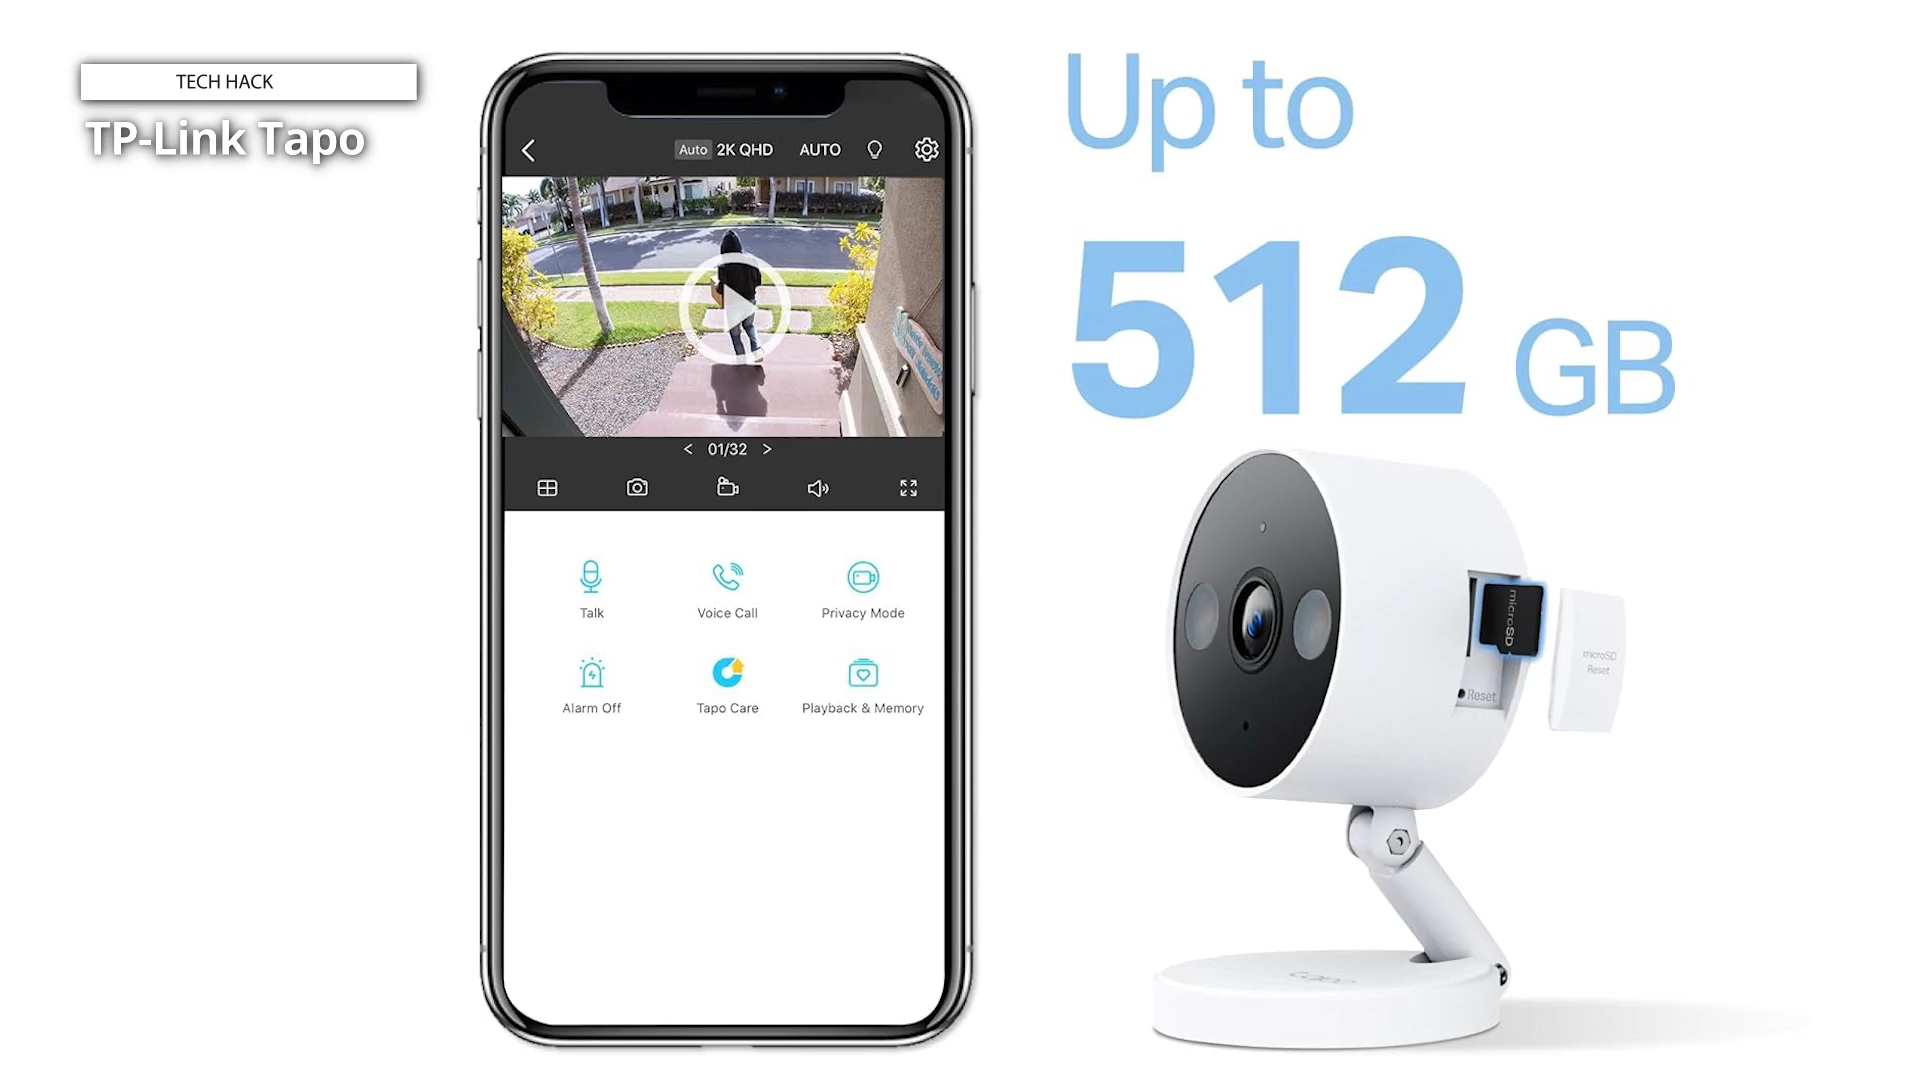 TECH HACK
TP-Link Tapo
Auto 2K QHD AUTO
< 01/32 >
Talk
Voice Call
Privacy Mode
Alarm Off
Tapo Care
Playback & Memory
Up to
512 GB
microSD
Reset
microSD
Reset
tapo